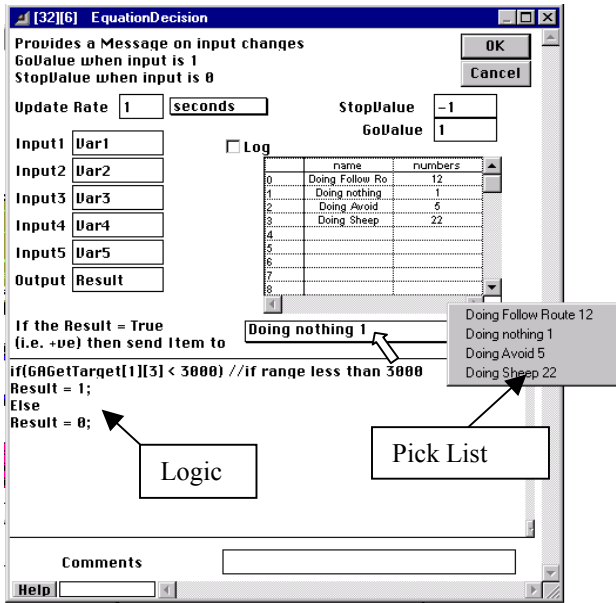 [32][6] EquationDecision
Provides a Message on input changes
GoValue when input is 1
StopValue when input is 0
OK
Cancel
Update Rate 1 seconds
StopValue -1
GoValue 1
Input1 Var1
Log
Input2 Var2
Input3 Var3
Input4 Var4
Input5 Var5
Output Result
name numbers
0 Doing Follow Ro 12
1 Doing nothing 1
2 Doing Avoid 5
3 Doing Sheep 22
4
5
6
7
8
If the Result = True
(i.e. +ve) then send Item to
Doing nothing 1
Doing Follow Route 12
Doing nothing 1
Doing Avoid 5
Doing Sheep 22
if(GAGetTarget[1][3] < 3000) //if range less than 3000
Result = 1;
Else
Result = 0;
Logic
Pick List
Comments
Help